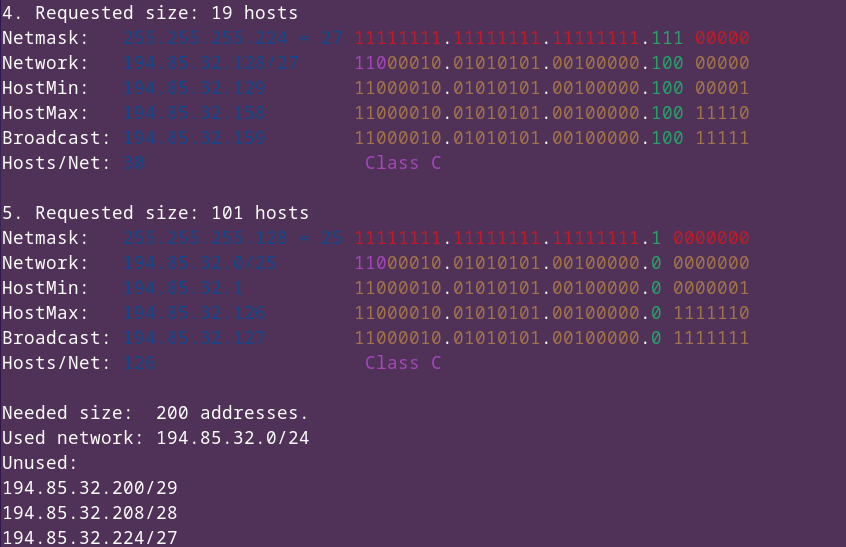 4. Requested size: 19 hosts
Netmask:   255.255.255.224 = 27 11111111.11111111.11111111.111 00000
Network:   194.85.32.128/27     11000010.01010101.00100000.100 00000
HostMin:   194.85.32.129        11000010.01010101.00100000.100 00001
HostMax:   194.85.32.158        11000010.01010101.00100000.100 11110
Broadcast: 194.85.32.159        11000010.01010101.00100000.100 11111
Hosts/Net: 30                    Class C
5. Requested size: 101 hosts
Netmask:   255.255.255.128 = 25 11111111.11111111.11111111.1 0000000
Network:   194.85.32.0/25       11000010.01010101.00100000.0 0000000
HostMin:   194.85.32.1          11000010.01010101.00100000.0 0000001
HostMax:   194.85.32.126        11000010.01010101.00100000.0 1111110
Broadcast: 194.85.32.127        11000010.01010101.00100000.0 1111111
Hosts/Net: 126                   Class C
Needed size:  200 addresses.
Used network: 194.85.32.0/24
Unused:
194.85.32.200/29
194.85.32.208/28
194.85.32.224/27